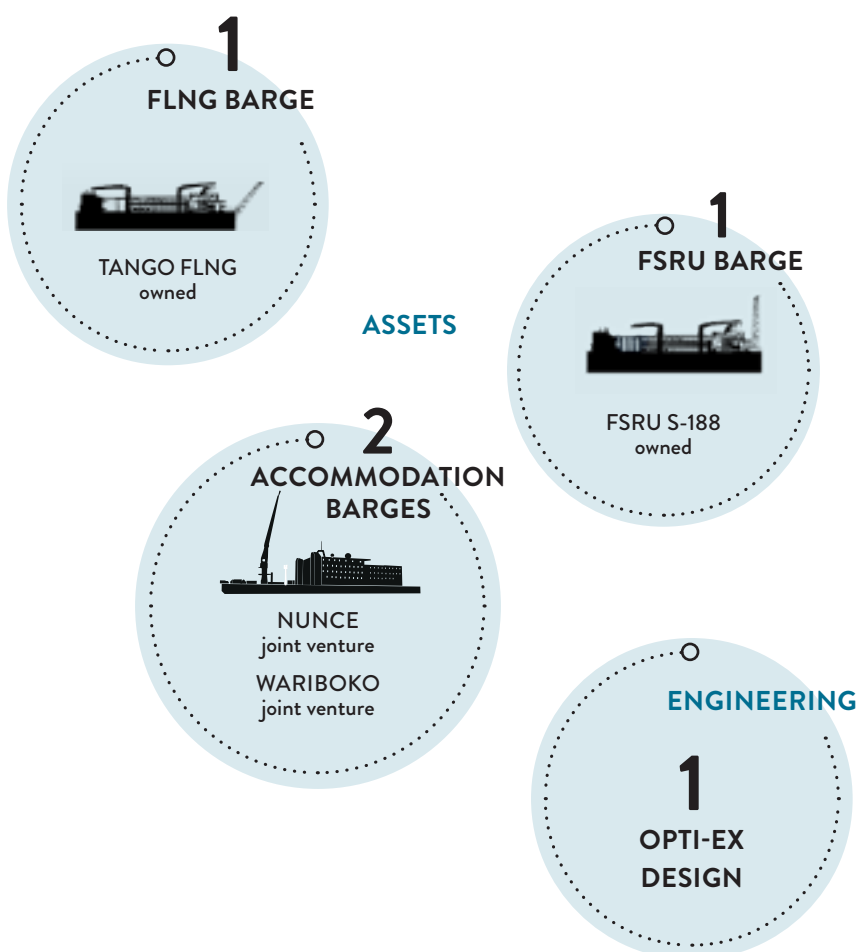 1
FLNG BARGE
TANGO FLNG
owned
ASSETS
1
FSRU BARGE
FSRU S-188
owned
2
ACCOMMODATION
BARGES
NUNCE
joint venture
WARIBOKO
joint venture
ENGINEERING
1
OPTI-EX
DESIGN